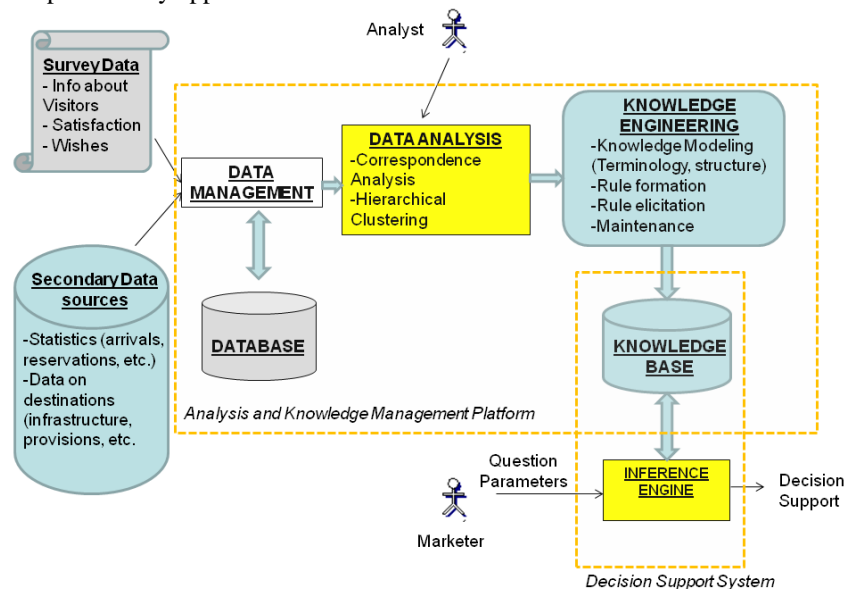 Analyst
Survey Data
- Info about
Visitors
- Satisfaction
- Wishes
DATA
MANAGEMENT
DATA ANALYSIS
-Correspondence
Analysis
-Hierarchical
Clustering
KNOWLEDGE
ENGINEERING
-Knowledge Modeling
(Terminology, structure)
-Rule formation
-Rule elicitation
-Maintenance
Secondary Data
sources
-Statistics (arrivals,
reservations, etc.)
-Data on
destinations
(infrastructure,
provisions, etc.
DATABASE
KNOWLEDGE
BASE
Analysis and Knowledge Management Platform
Question
Parameters
Marketer
INFERENCE
ENGINE
Decision
Support
Decision Support System